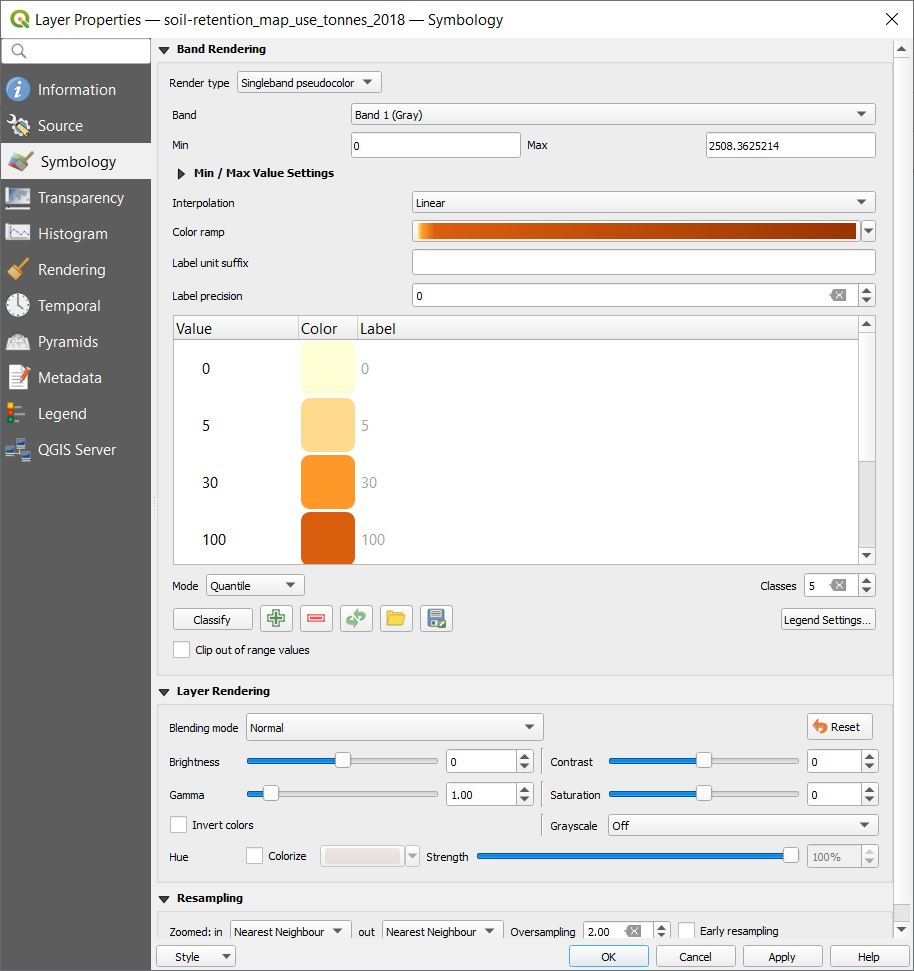 Layer Properties — soil-retention_map_use_tonnes_2018 — Symbology
Information
Source
Symbology
Transparency
Histogram
Rendering
Temporal
Pyramids
Metadata
Legend
QGIS Server
Band Rendering
Render type Singleband pseudocolor
Band Band 1 (Gray)
Min 0 Max 2508.3625214
Min / Max Value Settings
Interpolation Linear
Color ramp
Label unit suffix
Label precision 0
Value Color Label
0 0
5 5
30 30
100 100
Mode Quantile Classes 5
Classify Legend Settings...
Clip out of range values
Layer Rendering
Blending mode Normal Reset
Brightness 0 Contrast 0
Gamma 1.00 Saturation 0
Invert colors Grayscale Off
Hue Colorize Strength 100%
Resampling
Zoomed: in Nearest Neighbour out Nearest Neighbour Oversampling 2.00 Early resampling
Style OK Cancel Apply Help